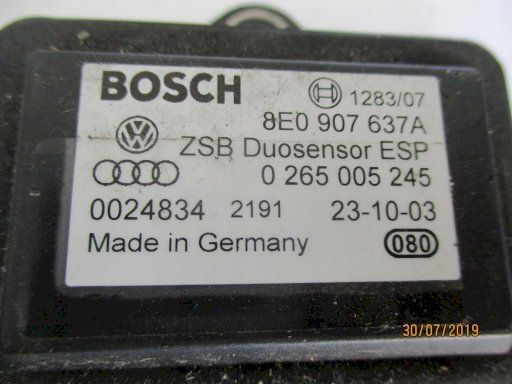 BOSCH 1283/07
8E0 907 637A
ZSB Duosensor ESP
0 265 005 245
0024834 2191 23-10-03
Made in Germany 080
30/07/2019